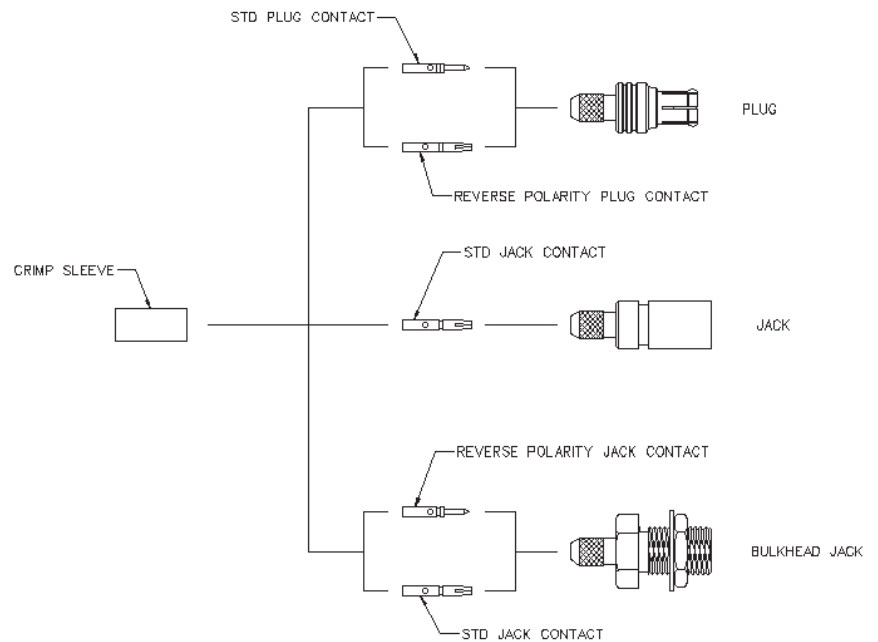 STD PLUG CONTACT
PLUG
REVERSE POLARITY PLUG CONTACT
STD JACK CONTACT
CRIMP SLEEVE
JACK
REVERSE POLARITY JACK CONTACT
BULKHEAD JACK
STD JACK CONTACT